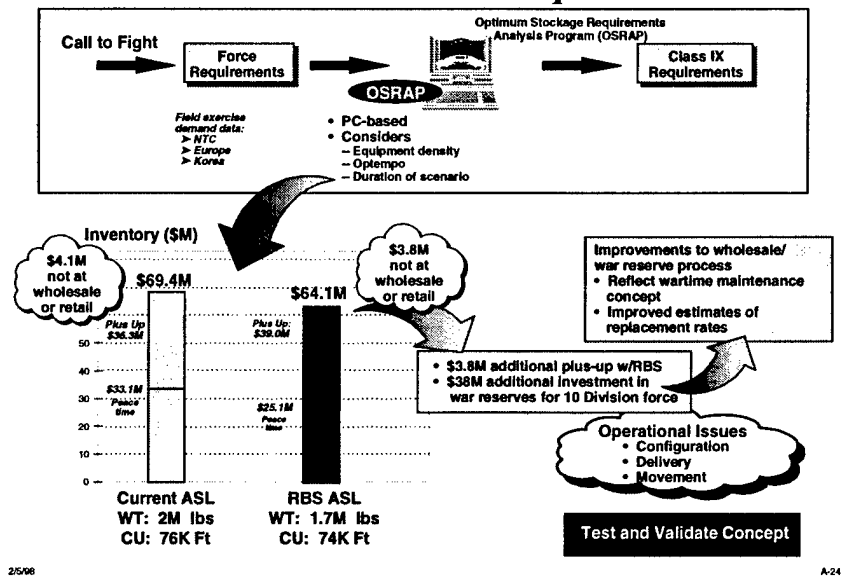 Call to Fight
Force
Requirements
OSRAP
Optimum Stockage Requirements
Analysis Program (OSRAP)
Class IX
Requirements
Field exercise
demand data:
➤ NTC
➤ Europe
➤ Korea
• PC-based
• Considers
– Equipment density
– Optempo
– Duration of scenario
Inventory ($M)
$4.1M
not at
wholesale
or retail
$69.4M
Plus Up
$36.3M
$33.1M
Peace
time
50
40
30
20
10
0
Current ASL
WT: 2M lbs
CU: 76K Ft
$3.8M
not at
wholesale
or retail
$64.1M
Plus Up:
$39.0M
$25.1M
Peace
time
RBS ASL
WT: 1.7M lbs
CU: 74K Ft
Improvements to wholesale/
war reserve process
• Reflect wartime maintenance
concept
• Improved estimates of
replacement rates
• $3.8M additional plus-up w/RBS
• $38M additional investment in
war reserves for 10 Division force
Operational Issues
• Configuration
• Delivery
• Movement
Test and Validate Concept
2/5/98
A-24